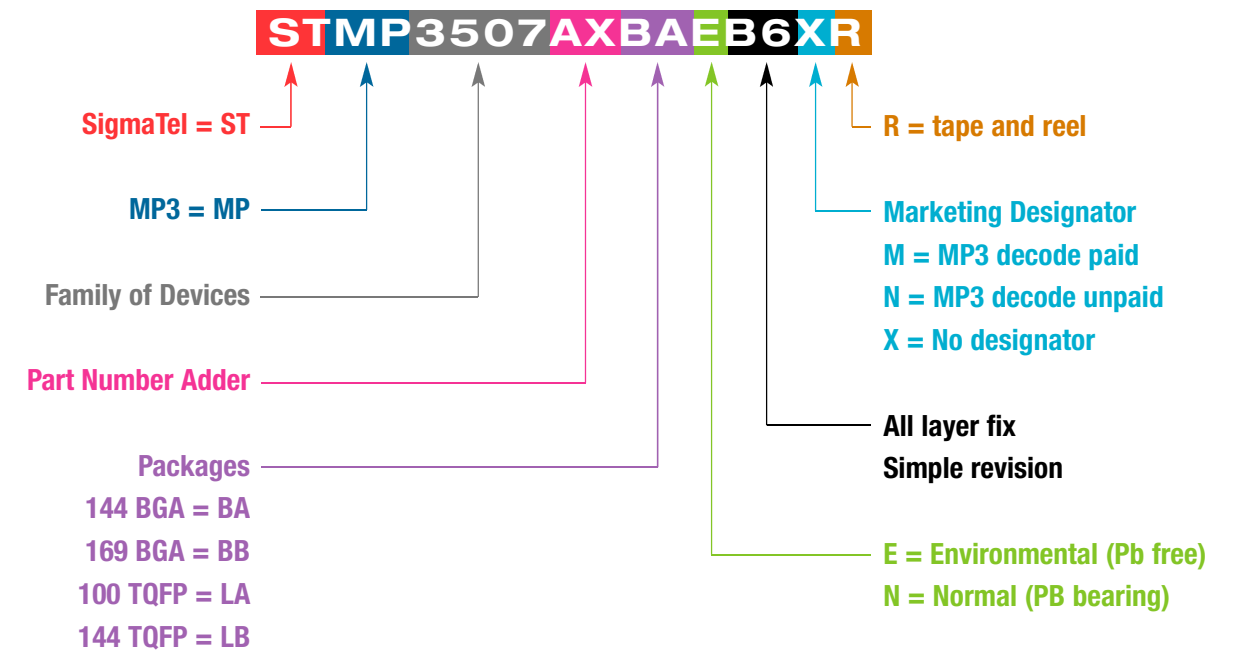 STMP3507AXBAEB6XR
SigmaTel = ST
MP3 = MP
Family of Devices
Part Number Adder
Packages
144 BGA = BA
169 BGA = BB
100 TQFP = LA
144 TQFP = LB
R = tape and reel
Marketing Designator
M = MP3 decode paid
N = MP3 decode unpaid
X = No designator
All layer fix
Simple revision
E = Environmental (Pb free)
N = Normal (PB bearing)